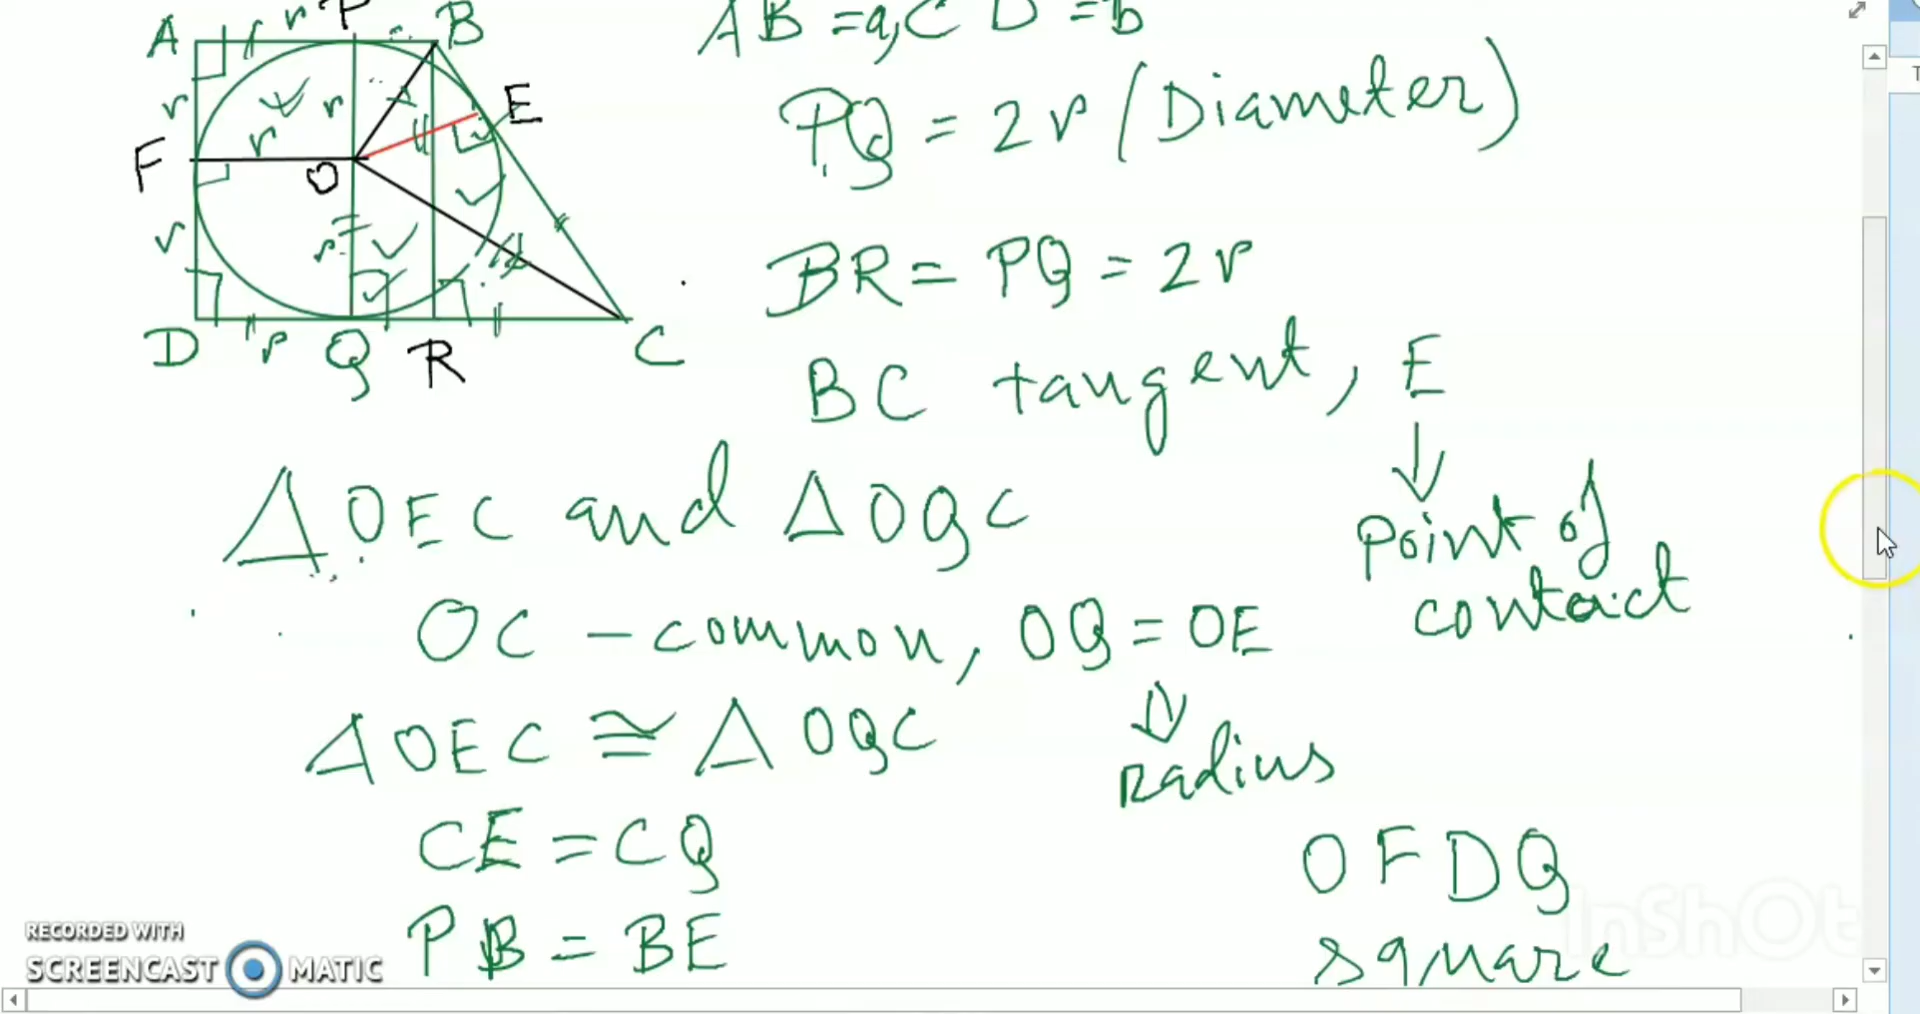 AB = a, CD = b
A r P B
PQ = 2r (Diameter)
r r r E
F O
r r
BR = PQ = 2r
D r Q R C
BC tangent, E
△OEC and △OQC
point of contact
OC - common, OQ = OE
△OEC ≅ △OQC
radius
CE = CQ
OFDQ
PB = BE
square
RECORDED WITH
SCREENCAST MATIC
InShOt